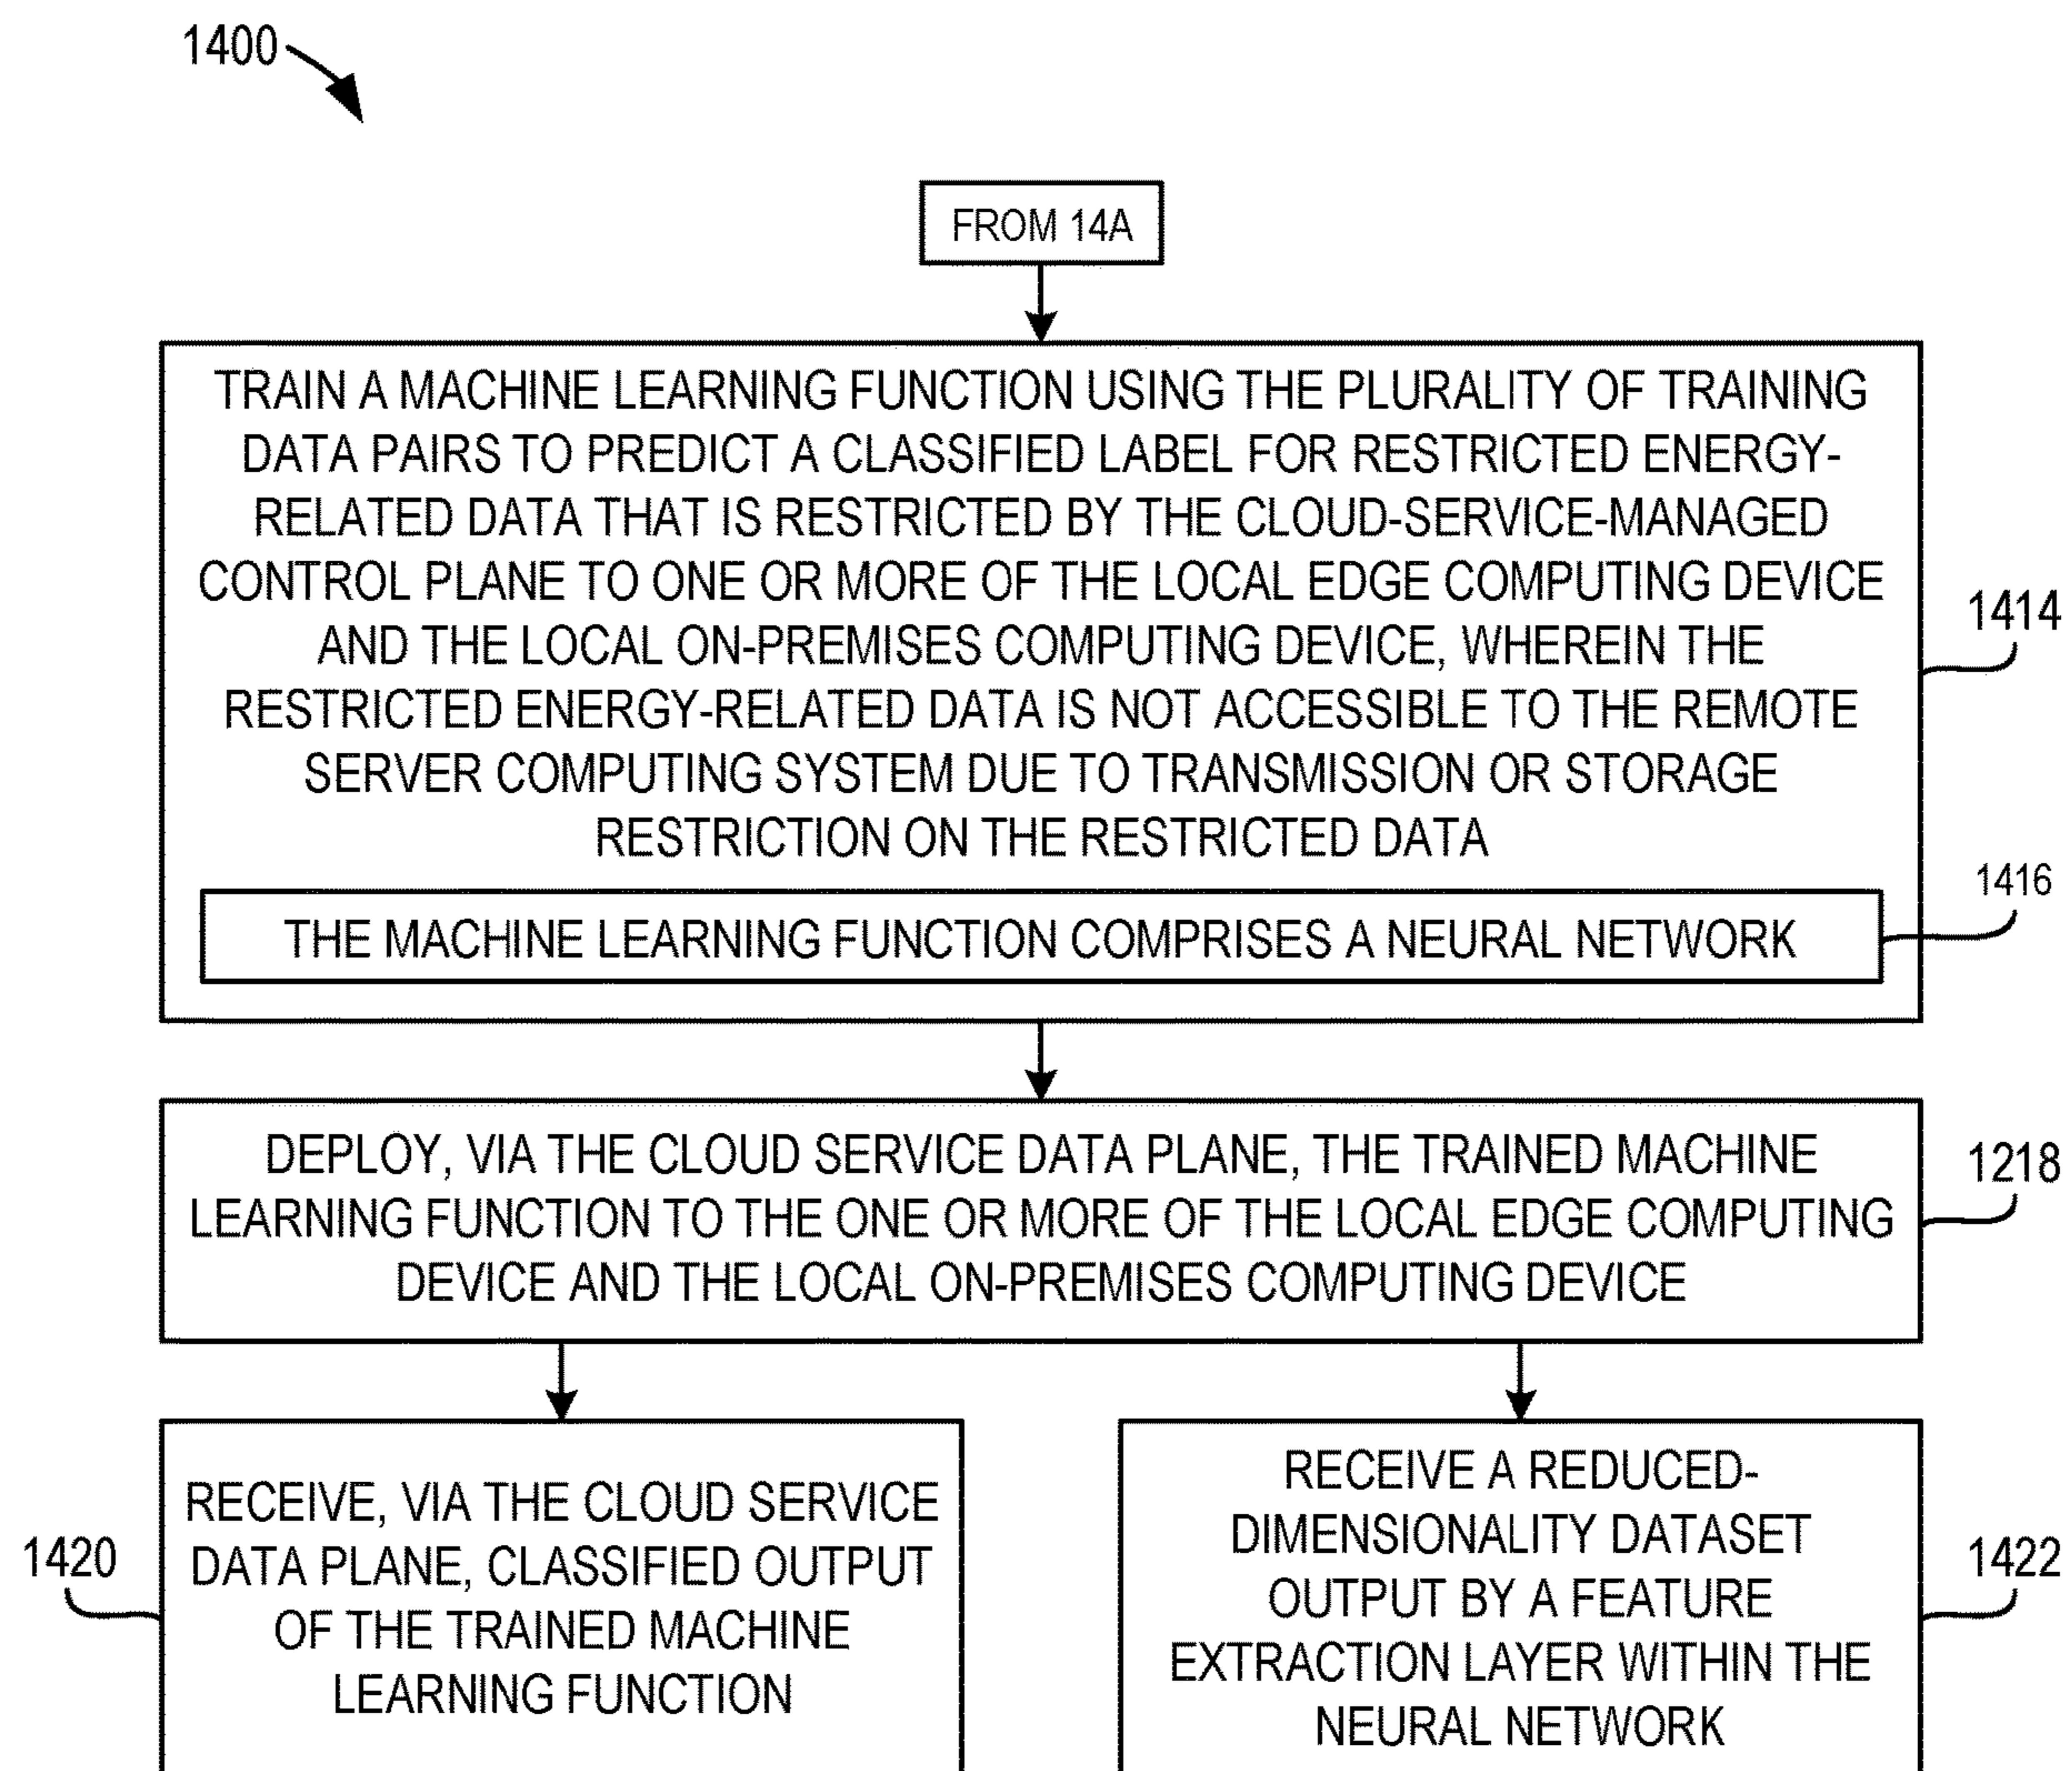 1400
FROM 14A
TRAIN A MACHINE LEARNING FUNCTION USING THE PLURALITY OF TRAINING
DATA PAIRS TO PREDICT A CLASSIFIED LABEL FOR RESTRICTED ENERGY-
RELATED DATA THAT IS RESTRICTED BY THE CLOUD-SERVICE-MANAGED
CONTROL PLANE TO ONE OR MORE OF THE LOCAL EDGE COMPUTING DEVICE
AND THE LOCAL ON-PREMISES COMPUTING DEVICE, WHEREIN THE
RESTRICTED ENERGY-RELATED DATA IS NOT ACCESSIBLE TO THE REMOTE
SERVER COMPUTING SYSTEM DUE TO TRANSMISSION OR STORAGE
RESTRICTION ON THE RESTRICTED DATA
1414
THE MACHINE LEARNING FUNCTION COMPRISES A NEURAL NETWORK
1416
DEPLOY, VIA THE CLOUD SERVICE DATA PLANE, THE TRAINED MACHINE
LEARNING FUNCTION TO THE ONE OR MORE OF THE LOCAL EDGE COMPUTING
DEVICE AND THE LOCAL ON-PREMISES COMPUTING DEVICE
1218
RECEIVE, VIA THE CLOUD SERVICE
DATA PLANE, CLASSIFIED OUTPUT
OF THE TRAINED MACHINE
LEARNING FUNCTION
1420
RECEIVE A REDUCED-
DIMENSIONALITY DATASET
OUTPUT BY A FEATURE
EXTRACTION LAYER WITHIN THE
NEURAL NETWORK
1422